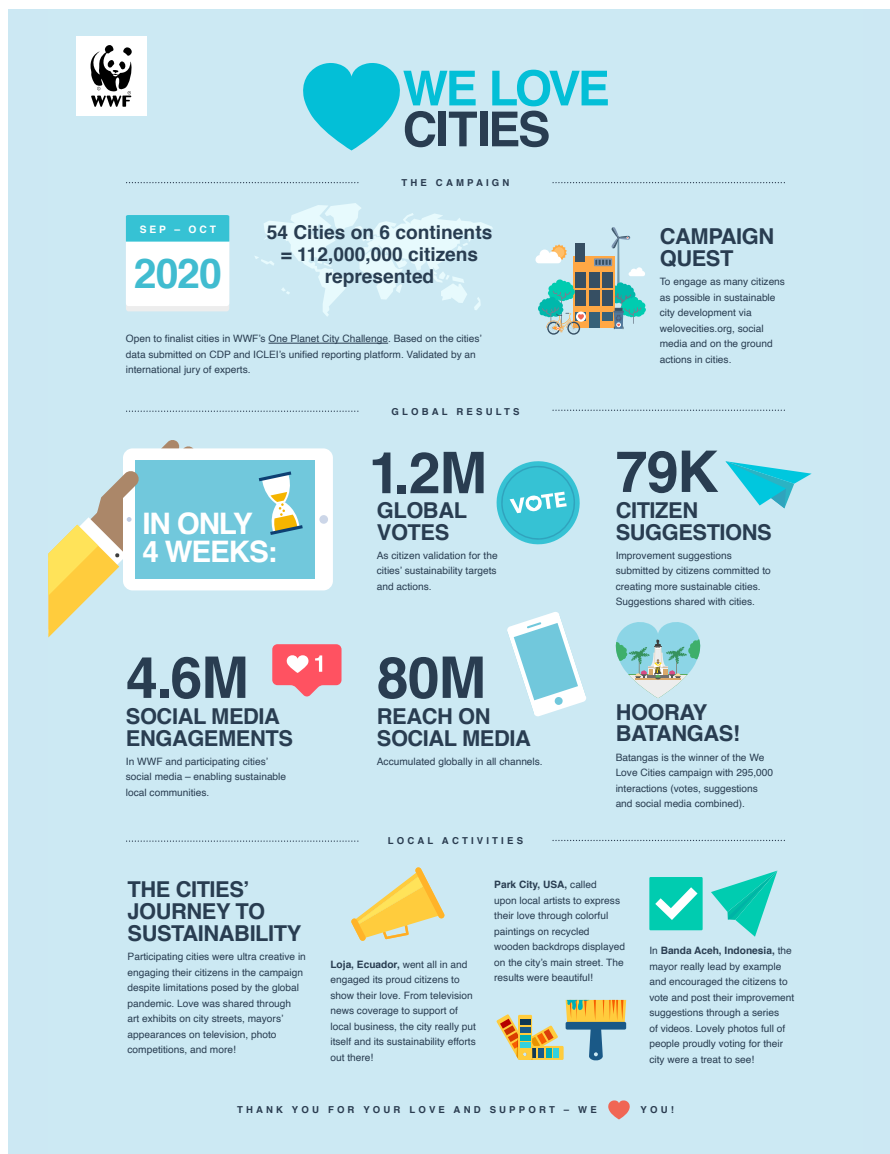 WWF
WE LOVE
CITIES
THE CAMPAIGN
SEP – OCT
2020
54 Cities on 6 continents
= 112,000,000 citizens
represented
Open to finalist cities in WWF's One Planet City Challenge. Based on the cities'
data submitted on CDP and ICLEI's unified reporting platform. Validated by an
international jury of experts.
CAMPAIGN
QUEST
To engage as many citizens
as possible in sustainable
city development via
welovecities.org, social
media and on the ground
actions in cities.
GLOBAL RESULTS
IN ONLY
4 WEEKS:
1.2M
GLOBAL
VOTES
As citizen validation for the
cities' sustainability targets
and actions.
VOTE
79K
CITIZEN
SUGGESTIONS
Improvement suggestions
submitted by citizens committed to
creating more sustainable cities.
Suggestions shared with cities.
4.6M
1
SOCIAL MEDIA
ENGAGEMENTS
In WWF and participating cities'
social media – enabling sustainable
local communities.
80M
REACH ON
SOCIAL MEDIA
Accumulated globally in all channels.
HOORAY
BATANGAS!
Batangas is the winner of the We
Love Cities campaign with 295,000
interactions (votes, suggestions
and social media combined).
LOCAL ACTIVITIES
THE CITIES'
JOURNEY TO
SUSTAINABILITY
Participating cities were ultra creative in
engaging their citizens in the campaign
despite limitations posed by the global
pandemic. Love was shared through
art exhibits on city streets, mayors'
appearances on television, photo
competitions, and more!
Loja, Ecuador, went all in and
engaged its proud citizens to
show their love. From television
news coverage to support of
local business, the city really put
itself and its sustainability efforts
out there!
Park City, USA, called
upon local artists to express
their love through colorful
paintings on recycled
wooden backdrops displayed
on the city's main street. The
results were beautiful!
In Banda Aceh, Indonesia, the
mayor really lead by example
and encouraged the citizens to
vote and post their improvement
suggestions through a series
of videos. Lovely photos full of
people proudly voting for their
city were a treat to see!
THANK YOU FOR YOUR LOVE AND SUPPORT – WE YOU!